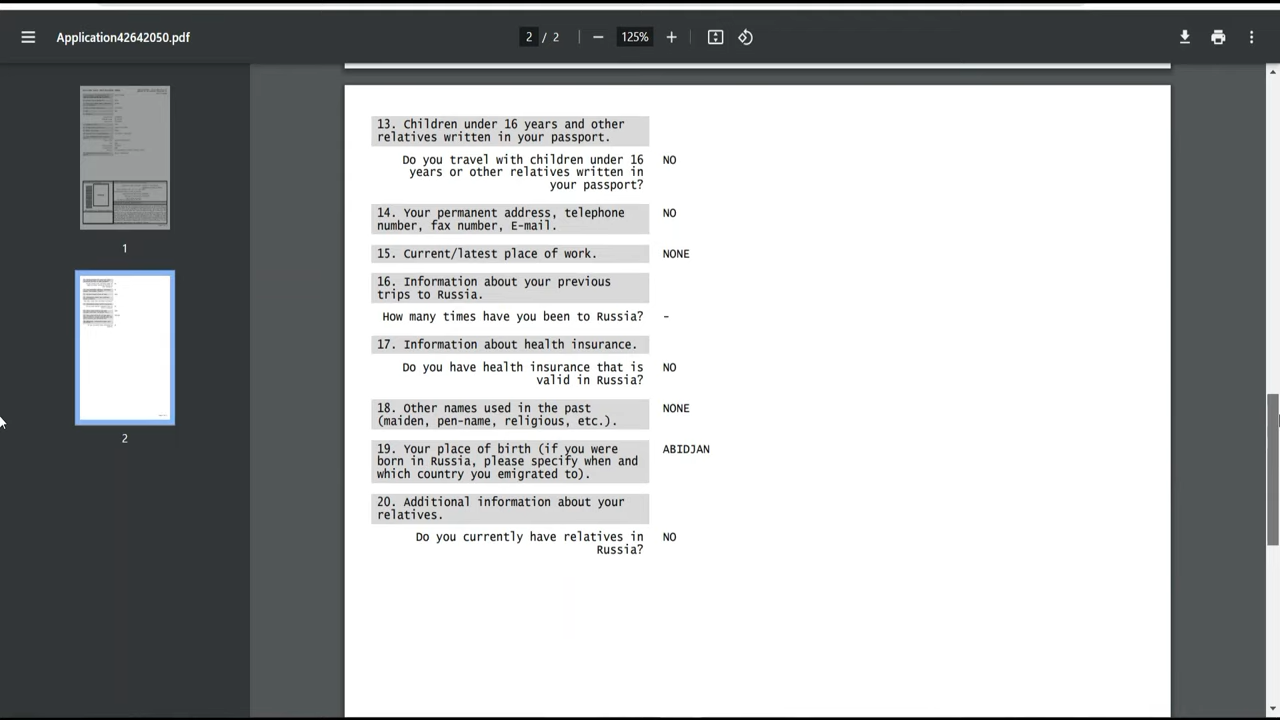 Application42642050.pdf
2 / 2
125%
13. Children under 16 years and other
relatives written in your passport.
Do you travel with children under 16
years or other relatives written in
your passport?
NO
14. Your permanent address, telephone
number, fax number, E-mail.
NO
15. Current/latest place of work.
NONE
16. Information about your previous
trips to Russia.
How many times have you been to Russia?
-
17. Information about health insurance.
Do you have health insurance that is
valid in Russia?
NO
18. Other names used in the past
(maiden, pen-name, religious, etc.).
NONE
19. Your place of birth (if you were
born in Russia, please specify when and
which country you emigrated to).
ABIDJAN
20. Additional information about your
relatives.
Do you currently have relatives in
Russia?
NO
1
2